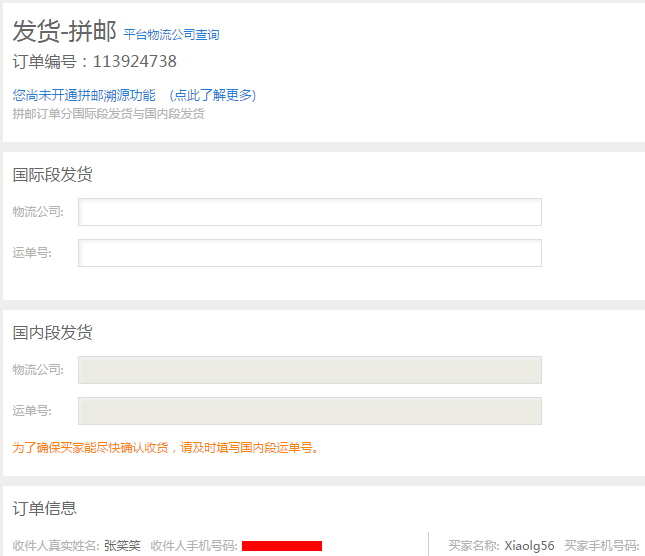 发货-拼邮 平台物流公司查询
订单编号：113924738
您尚未开通拼邮溯源功能 （点此了解更多）
拼邮订单分国际段发货与国内段发货
国际段发货
物流公司:
运单号:
国内段发货
物流公司:
运单号:
为了确保买家能尽快确认收货，请及时填写国内段运单号。
订单信息
收件人真实姓名: 张笑笑 收件人手机号码: 买家名称: Xiaolg56 买家手机号码: